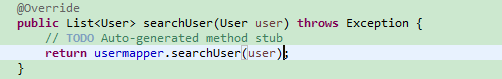 @Override
public List<User> searchUser(User user) throws Exception {
// TODO Auto-generated method stub
return usermapper.searchUser(user);
}